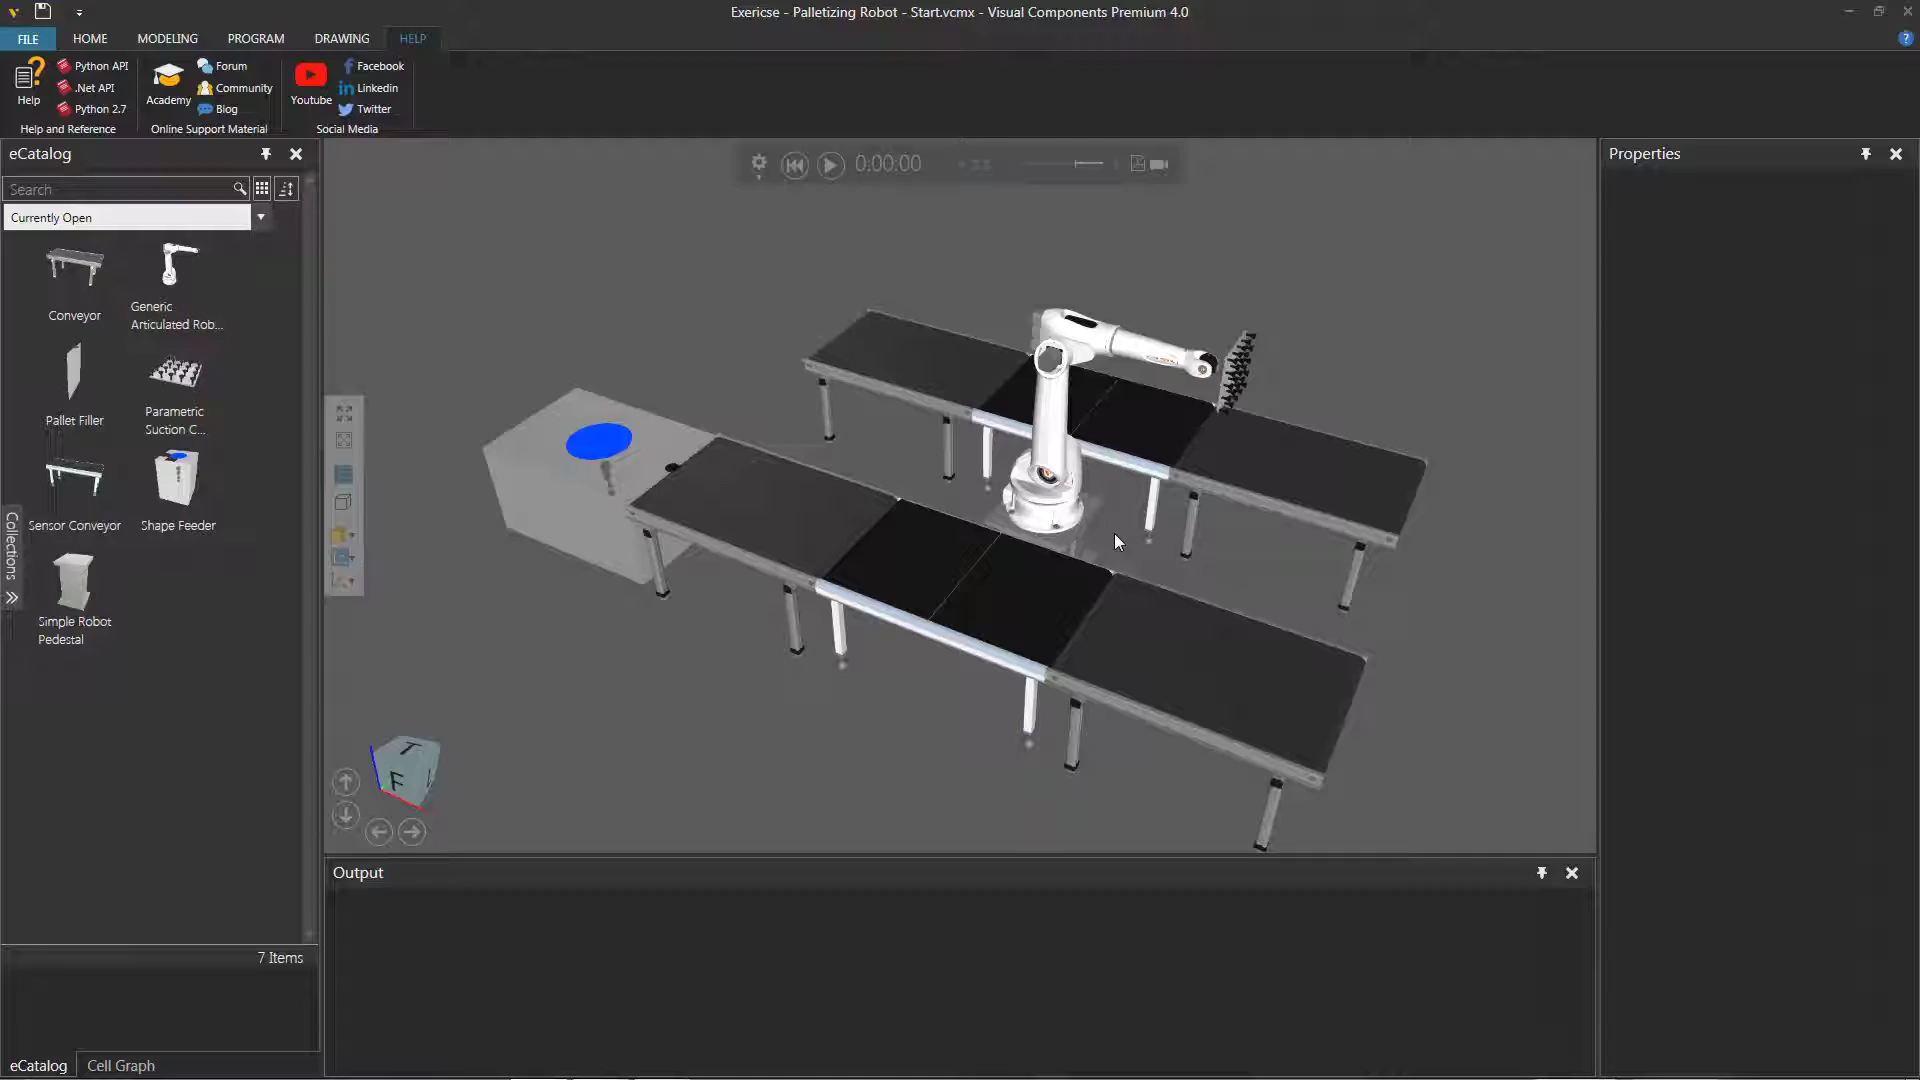 Exericse - Palletizing Robot - Start.vcmx - Visual Components Premium 4.0
FILE
HOME
MODELING
PROGRAM
DRAWING
HELP
Help
Python API
.Net API
Python 2.7
Help and Reference
Academy
Forum
Community
Blog
Online Support Material
Youtube
Facebook
Linkedin
Twitter
Social Media
eCatalog
Search
Currently Open
Conveyor
Generic
Articulated Rob...
Pallet Filler
Parametric
Suction C...
Sensor Conveyor
Shape Feeder
Simple Robot
Pedestal
Collections
7 Items
eCatalog
Cell Graph
0:00:00
T
F
Output
Properties